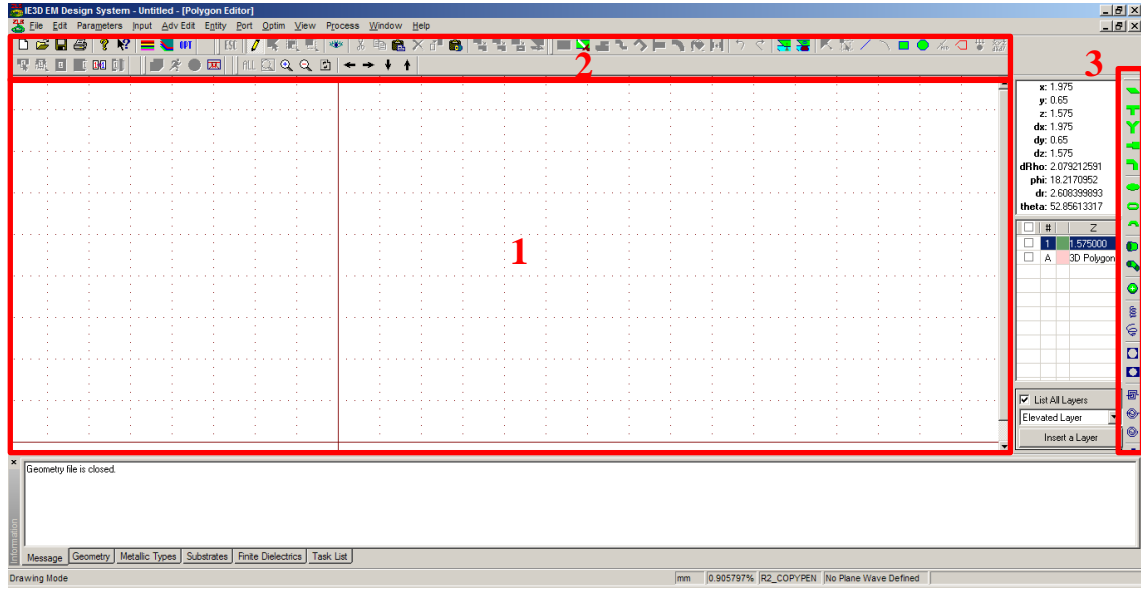 IE3D EM Design System - Untitled - [Polygon Editor]
File Edit Parameters Input Adv Edit Entity Port Optim View Process Window Help
OPT ESC
ALL
2
3
1
x: 1.975
y: 0.65
z: 1.575
dx: 1.975
dy: 0.65
dz: 1.575
dRho: 2.079212591
phi: 18.2170952
dr: 2.608399893
theta: 52.85613317
# Z
1 1.575000
A 3D Polygon
List All Layers
Elevated Layer
Insert a Layer
Geometry file is closed.
Information
Message Geometry Metallic Types Substrates Finite Dielectrics Task List
Drawing Mode mm 0.905797% R2_COPYPEN No Plane Wave Defined